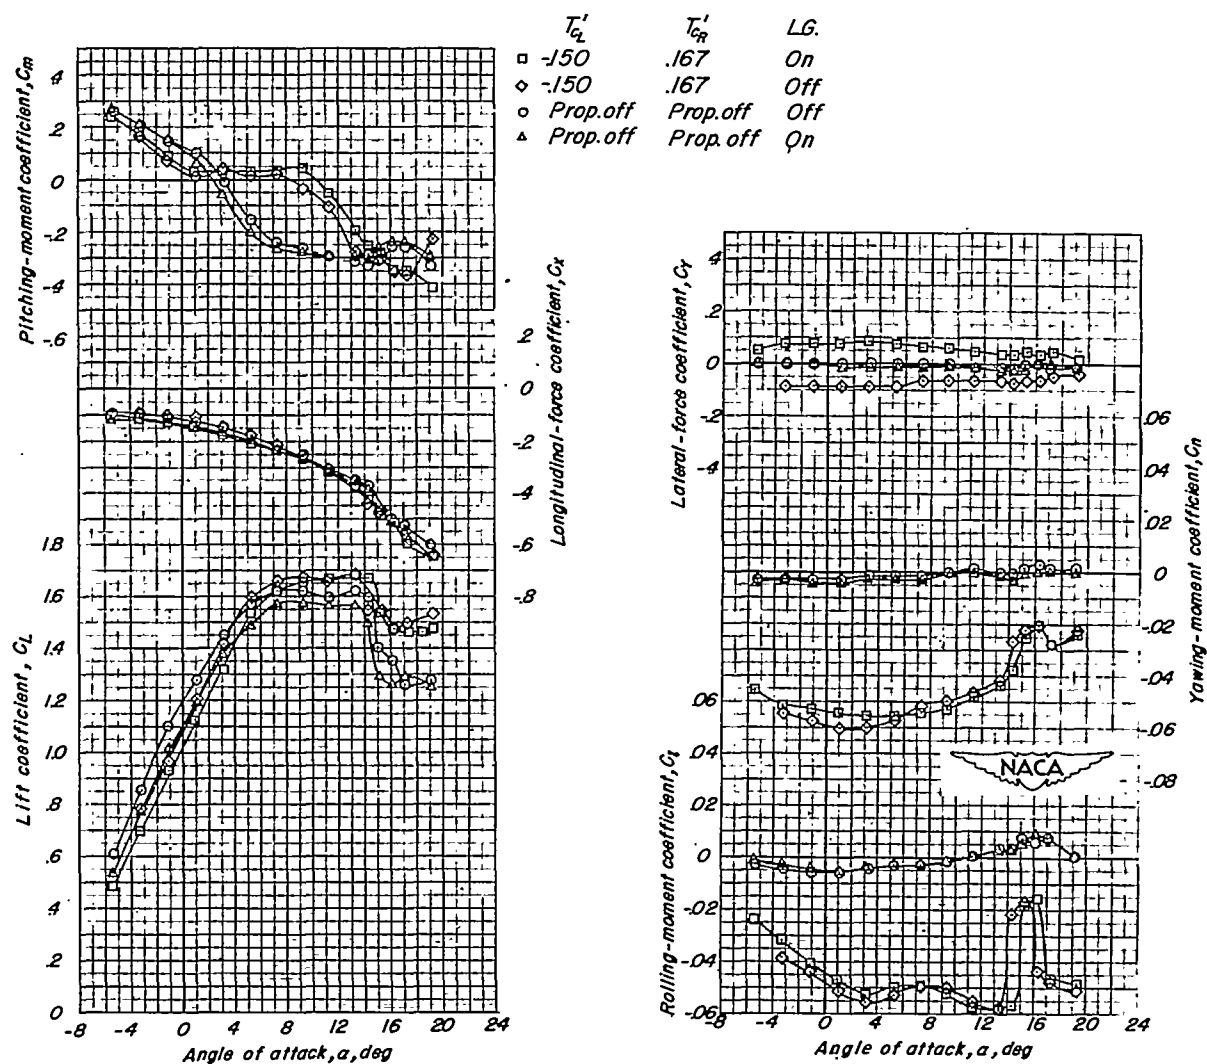 T'cL T'cR L.G.
-.150 .167 On
-.150 .167 Off
Prop. off Prop. off Off
Prop. off Prop. off On
Pitching-moment coefficient, Cm
.4
.2
0
-.2
-.4
-.6
Longitudinal-force coefficient, Cx
.2
0
-.2
-.4
-.6
-.8
Lift coefficient, CL
1.8
1.6
1.4
1.2
1.0
.8
.6
.4
.2
0
-8 -4 0 4 8 12 16 20 24
Angle of attack, α, deg
Lateral-force coefficient, CY
.4
.2
0
-.2
-.4
Yawing-moment coefficient, Cn
.06
.04
.02
0
-.02
-.04
-.06
-.08
NACA
Rolling-moment coefficient, Cl
.06
.04
.02
0
-.02
-.04
-.06
-8 -4 0 4 8 12 16 20 24
Angle of attack, α, deg